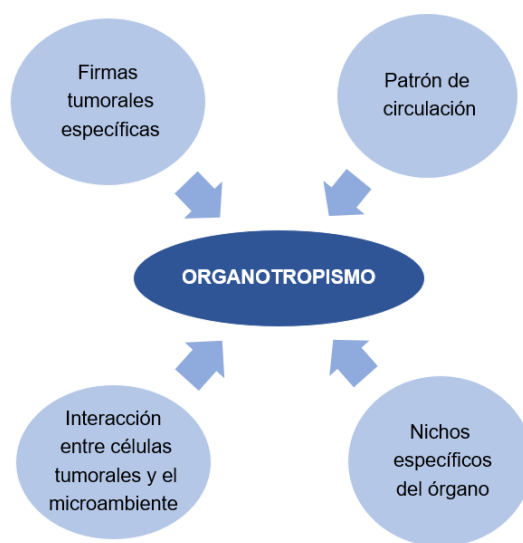 Firmas
tumorales
específicas
Patrón de
circulación
ORGANOTROPISMO
Interacción
entre células
tumorales y el
microambiente
Nichos
específicos
del órgano